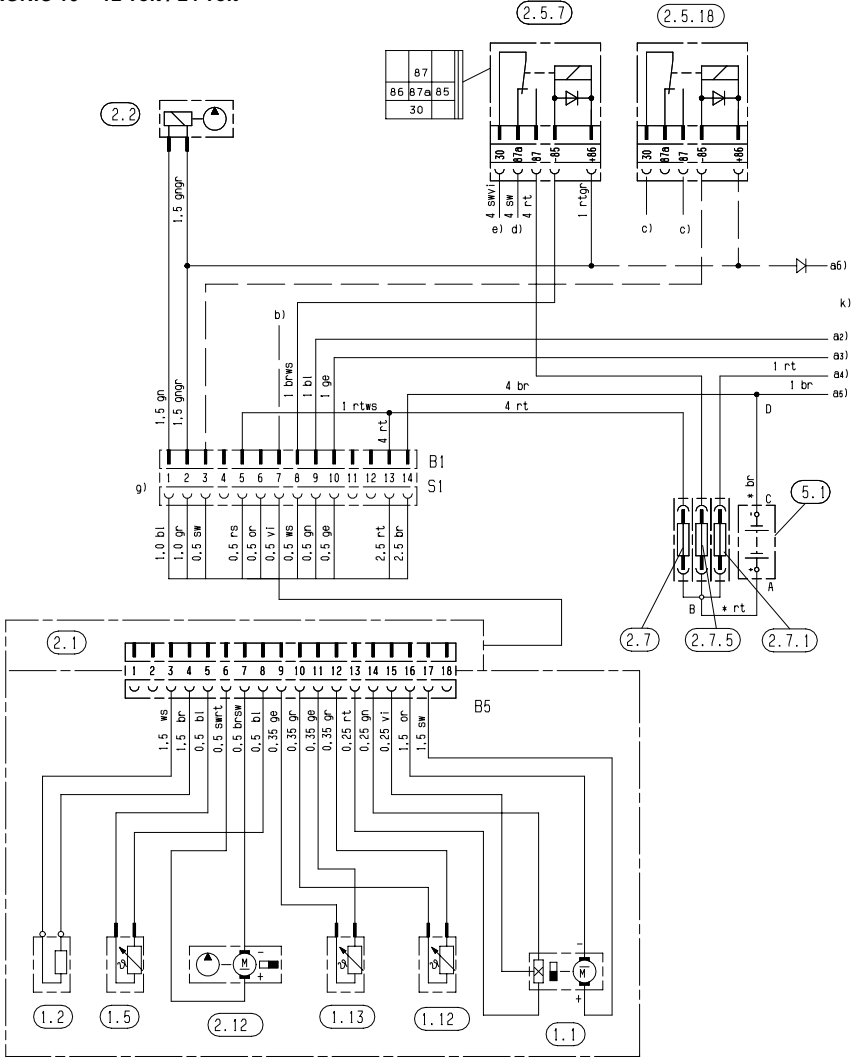 2.5.7
2.5.18
87
86 87a 85
30
2.2
30 87a 87 -85 +86
30 87a 87 -85 +86
1.5 gngr
4 swvi
4 sw
4 rt
1 rtgr
e) d)
c) c)
a6)
k)
b)
a2)
a3)
1 rt
a4)
1 brws
1 bl
1 ge
4 br
1 br
a5)
1.5 gn
1.5 gngr
1 rtws
4 rt
4 rt
D
B1
1 2 3 4 5 6 7 8 9 10 11 12 13 14
g)
S1
* br
C
5.1
1.0 bl
1.0 gr
0.5 sw
0.5 rs
0.5 or
0.5 vi
0.5 ws
0.5 gn
0.5 ge
2.5 rt
2.5 br
-
+
A
B
* rt
2.1
2.7
2.7.5
2.7.1
1 2 3 4 5 6 7 8 9 10 11 12 13 14 15 16 17 18
B5
1.5 ws
1.5 br
0.5 bl
0.5 swrt
0.5 brsw
0.5 bl
0.35 ge
0.35 gr
0.35 ge
0.35 gr
0.25 rt
0.25 gn
0.25 vi
1.5 or
1.5 sw
-
M
+
-
M
+
1.2
1.5
2.12
1.13
1.12
1.1